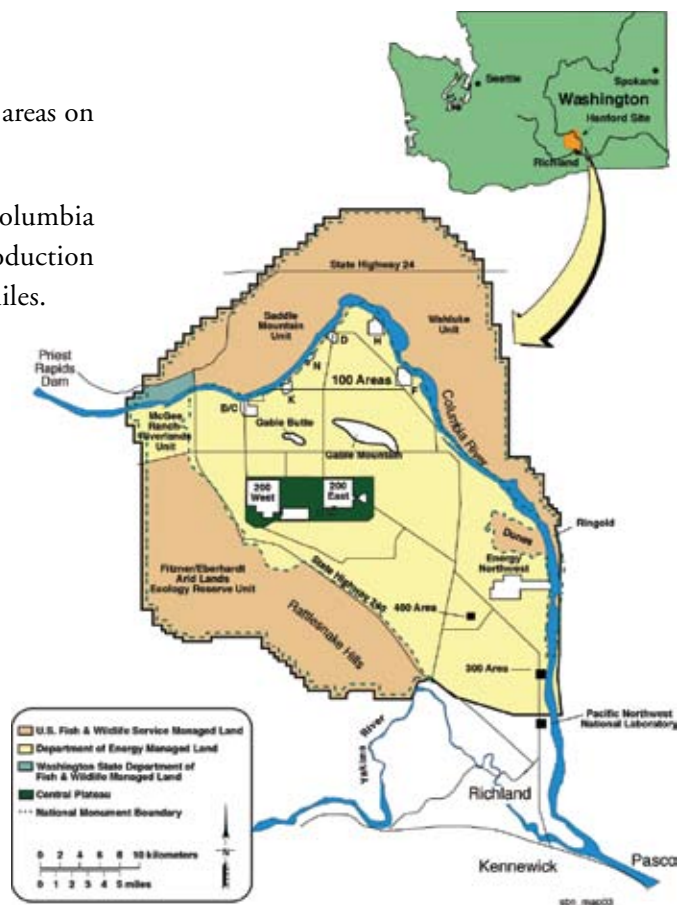 areas on
olumbia
oduction
niles.
Seattle
Spokane
Washington
Hanford Site
Richland
State Highway 24
Saddle
Mountain
Unit
Wahluke
Unit
Priest
Rapids
Dam
D
H
N
100 Areas
K
F
B/C
McGee
Ranch-
Riverlands
Unit
Gable Butte
Gable Mountain
Columbia River
200
West
200
East
Ringold
Dunes
Energy
Northwest
Fitzner/Eberhardt
Arid Lands
Ecology Reserve Unit
State Highway 240
400 Area
Rattlesnake Hills
300 Area
Pacific Northwest
National Laboratory
U.S. Fish & Wildlife Service Managed Land
Department of Energy Managed Land
Washington State Department of
Fish & Wildlife Managed Land
Central Plateau
National Monument Boundary
N
0 2 4 6 8 10 kilometers
0 1 2 3 4 5 miles
Yakima River
Richland
Kennewick
Pasco